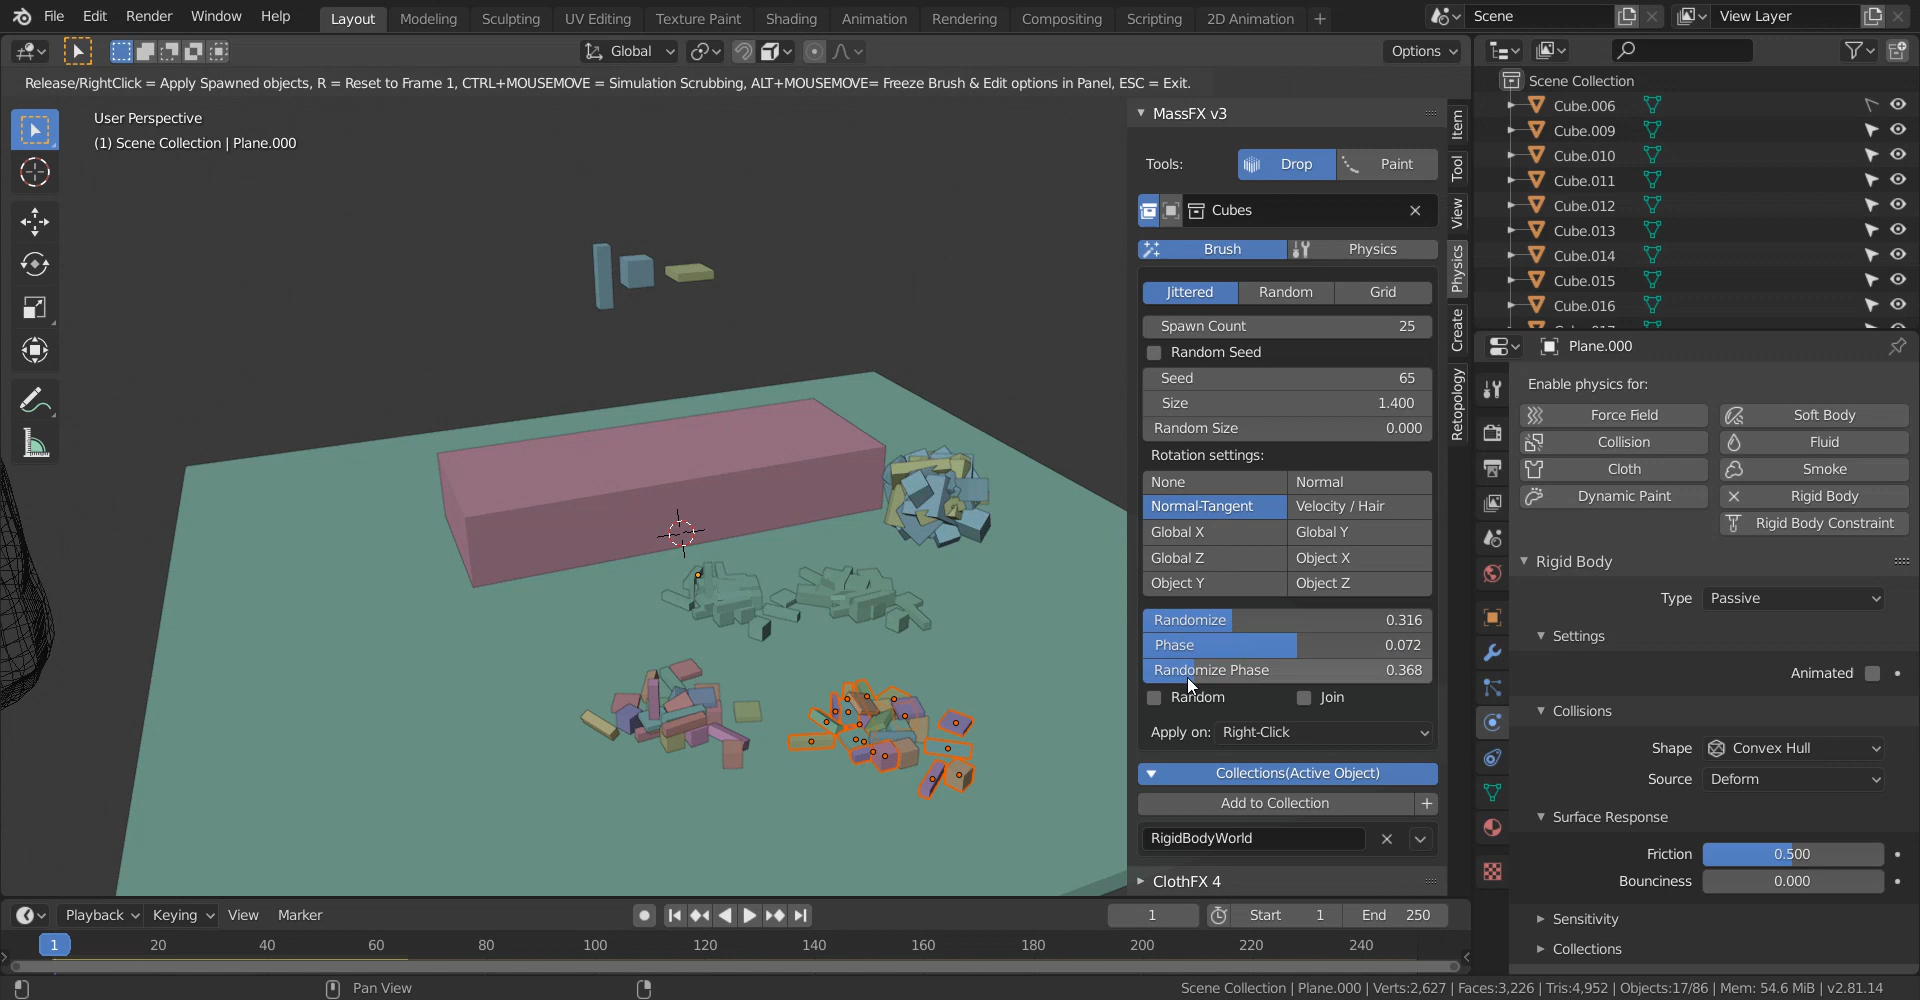 File Edit Render Window Help Layout Modeling Sculpting UV Editing Texture Paint Shading Animation Rendering Compositing Scripting 2D Animation + Scene View Layer
Global Options
Release/RightClick = Apply Spawned objects, R = Reset to Frame 1, CTRL+MOUSEMOVE = Simulation Scrubbing, ALT+MOUSEMOVE= Freeze Brush & Edit options in Panel, ESC = Exit.
User Perspective
(1) Scene Collection | Plane.000
MassFX v3
Tools: Drop Paint
Cubes
Brush Physics
Jittered Random Grid
Spawn Count 25
Random Seed
Seed 65
Size 1.400
Random Size 0.000
Rotation settings:
None Normal
Normal-Tangent Velocity / Hair
Global X Global Y
Global Z Object X
Object Y Object Z
Randomize 0.316
Phase 0.072
Randomize Phase 0.368
Random Join
Apply on: Right-Click
Collections(Active Object)
Add to Collection +
RigidBodyWorld
ClothFX 4
Item
Tool
View
Physics
Create
Retopology
Scene Collection
Cube.006
Cube.009
Cube.010
Cube.011
Cube.012
Cube.013
Cube.014
Cube.015
Cube.016
Plane.000
Enable physics for:
Force Field Soft Body
Collision Fluid
Cloth Smoke
Dynamic Paint Rigid Body
Rigid Body Constraint
Rigid Body
Type Passive
Settings
Animated
Collisions
Shape Convex Hull
Source Deform
Surface Response
Friction 0.500
Bounciness 0.000
Sensitivity
Collections
Playback Keying View Marker 1 Start 1 End 250
1 20 40 60 80 100 120 140 160 180 200 220 240
Pan View Scene Collection | Plane.000 | Verts:2,627 | Faces:3,226 | Tris:4,952 | Objects:17/86 | Mem: 54.6 MiB | v2.81.14